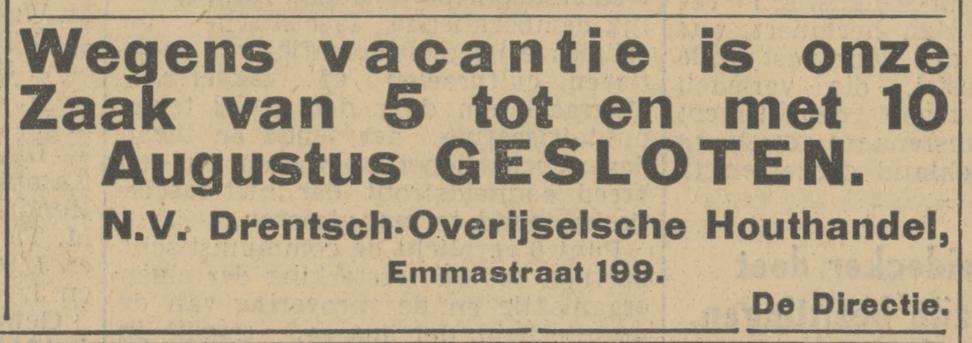 Wegens vacantie is onze
Zaak van 5 tot en met 10
Augustus GESLOTEN.
N.V. Drentsch-Overijselsche Houthandel,
Emmastraat 199.
De Directie.